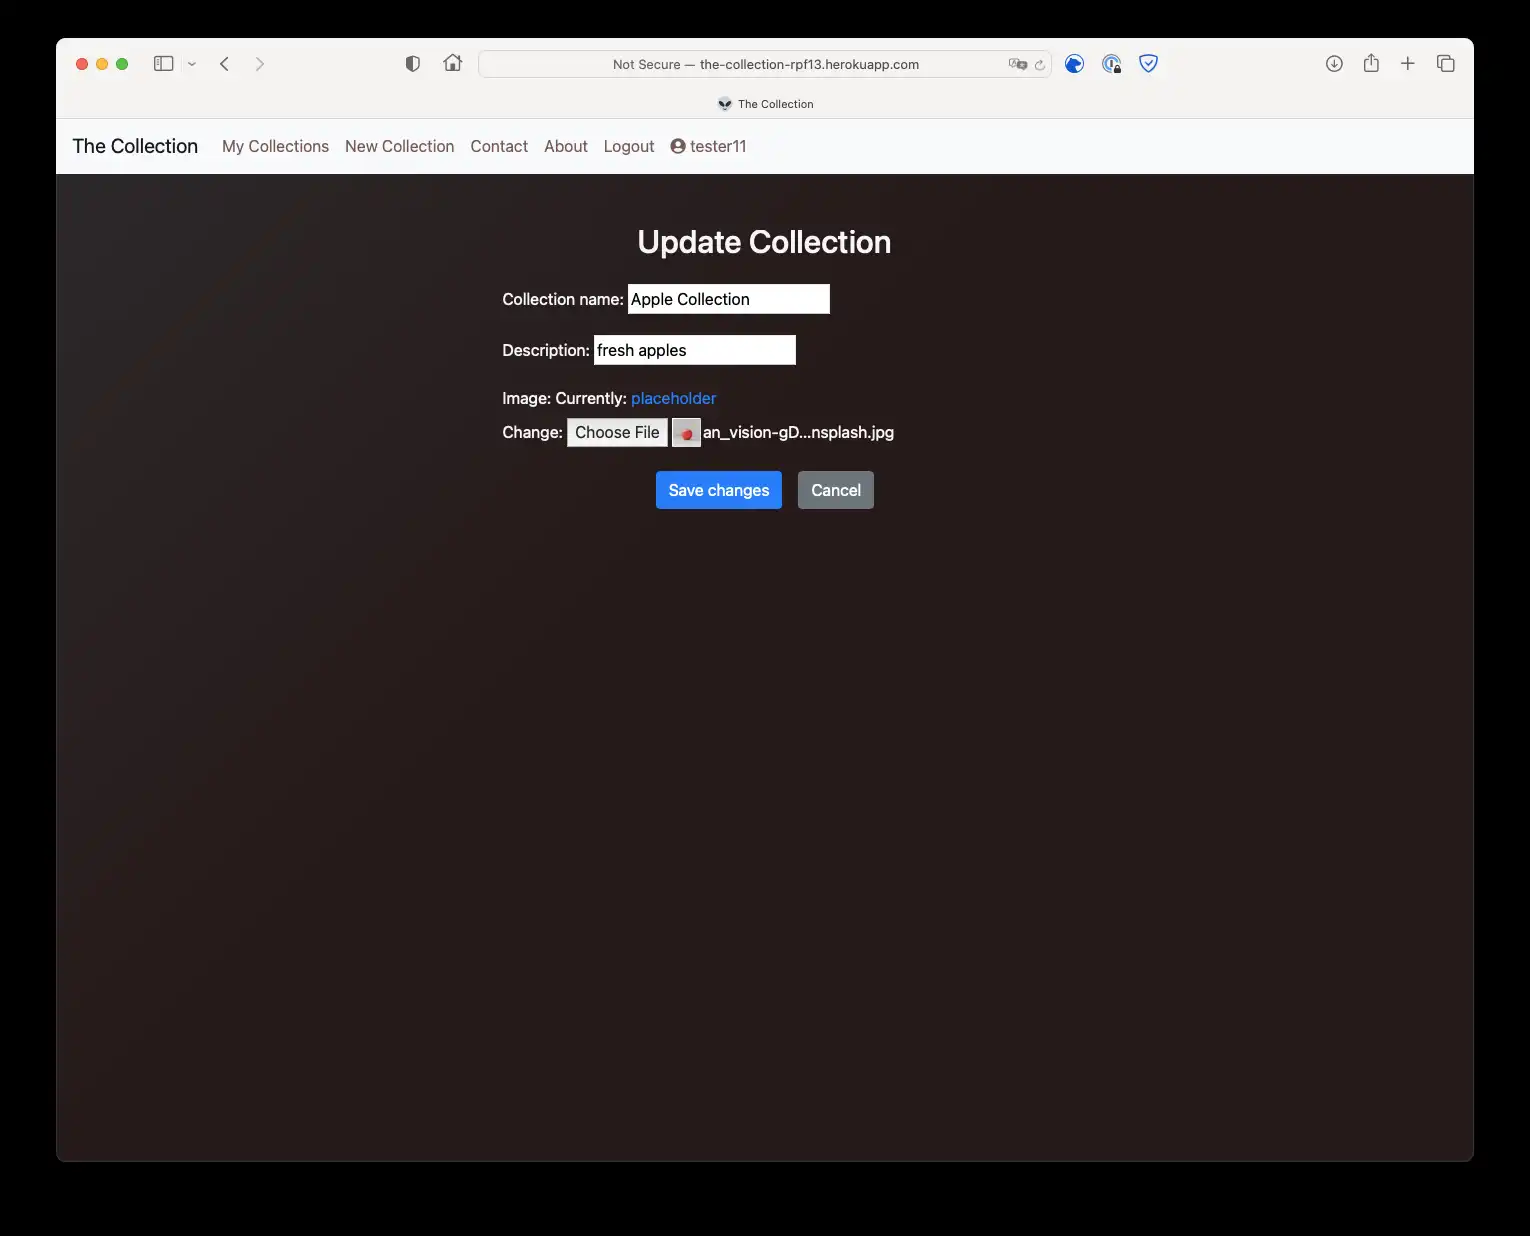 Not Secure — the-collection-rpf13.herokuapp.com
The Collection
The Collection My Collections New Collection Contact About Logout tester11
Update Collection
Collection name: Apple Collection
Description: fresh apples
Image: Currently: placeholder
Change: Choose File an_vision-gD...nsplash.jpg
Save changes Cancel